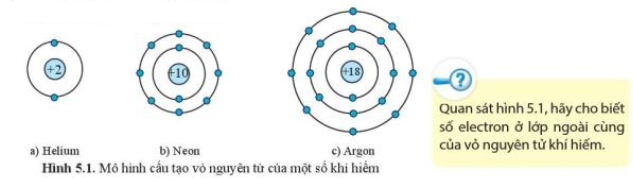 +2
+10
+18
a) Helium
b) Neon
c) Argon
Hình 5.1. Mô hình cấu tạo vỏ nguyên tử của một số khí hiếm
?
Quan sát hình 5.1, hãy cho biết
số electron ở lớp ngoài cùng
của vỏ nguyên tử khí hiếm.